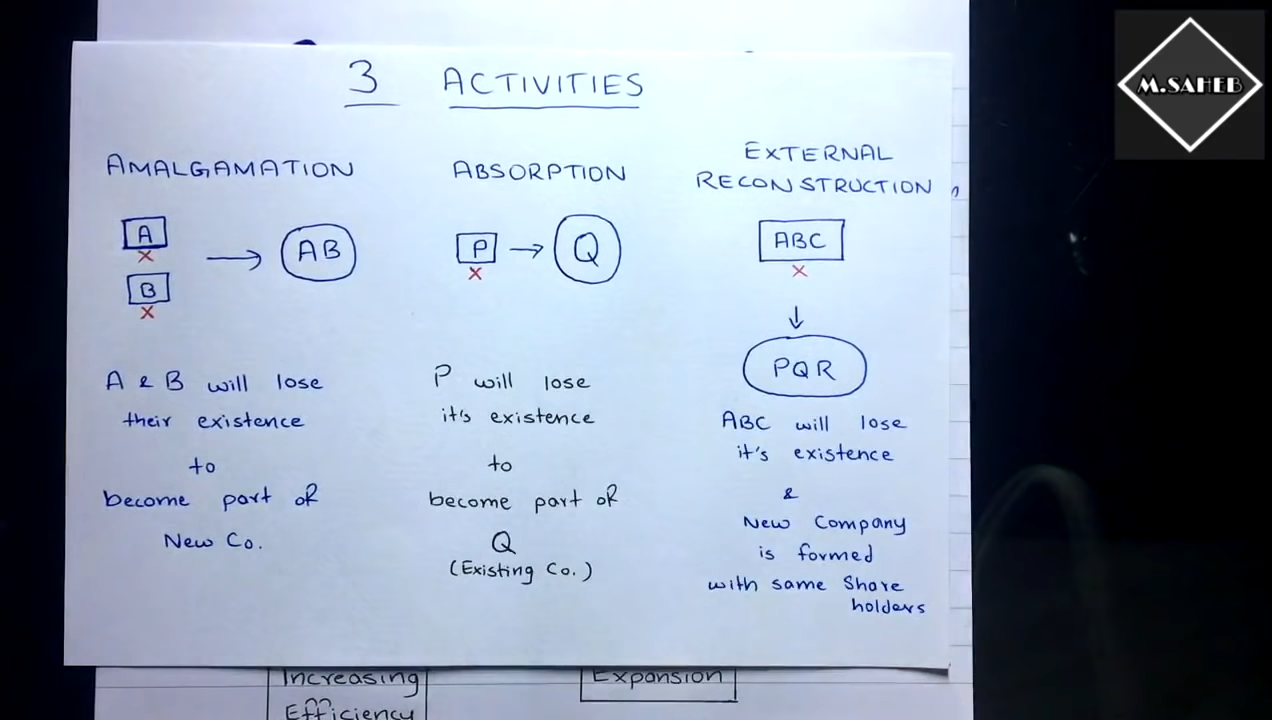 3 ACTIVITIES
AMALGAMATION
A
B
AB
A & B will lose
their existence
to
become part of
New Co.
ABSORPTION
P
Q
P will lose
it's existence
to
become part of
Q
(Existing Co.)
EXTERNAL
RECONSTRUCTION
ABC
PQR
ABC will lose
it's existence
&
New Company
is formed
with same Share
holders
Increasing
Efficiency
Expansion
M.SAHEB